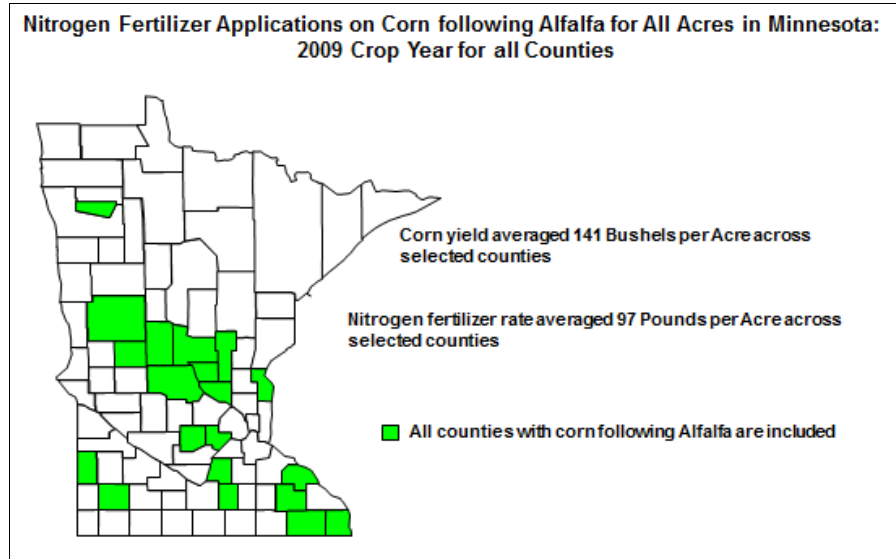 Nitrogen Fertilizer Applications on Corn following Alfalfa for All Acres in Minnesota:
2009 Crop Year for all Counties
Corn yield averaged 141 Bushels per Acre across
selected counties
Nitrogen fertilizer rate averaged 97 Pounds per Acre across
selected counties
All counties with corn following Alfalfa are included